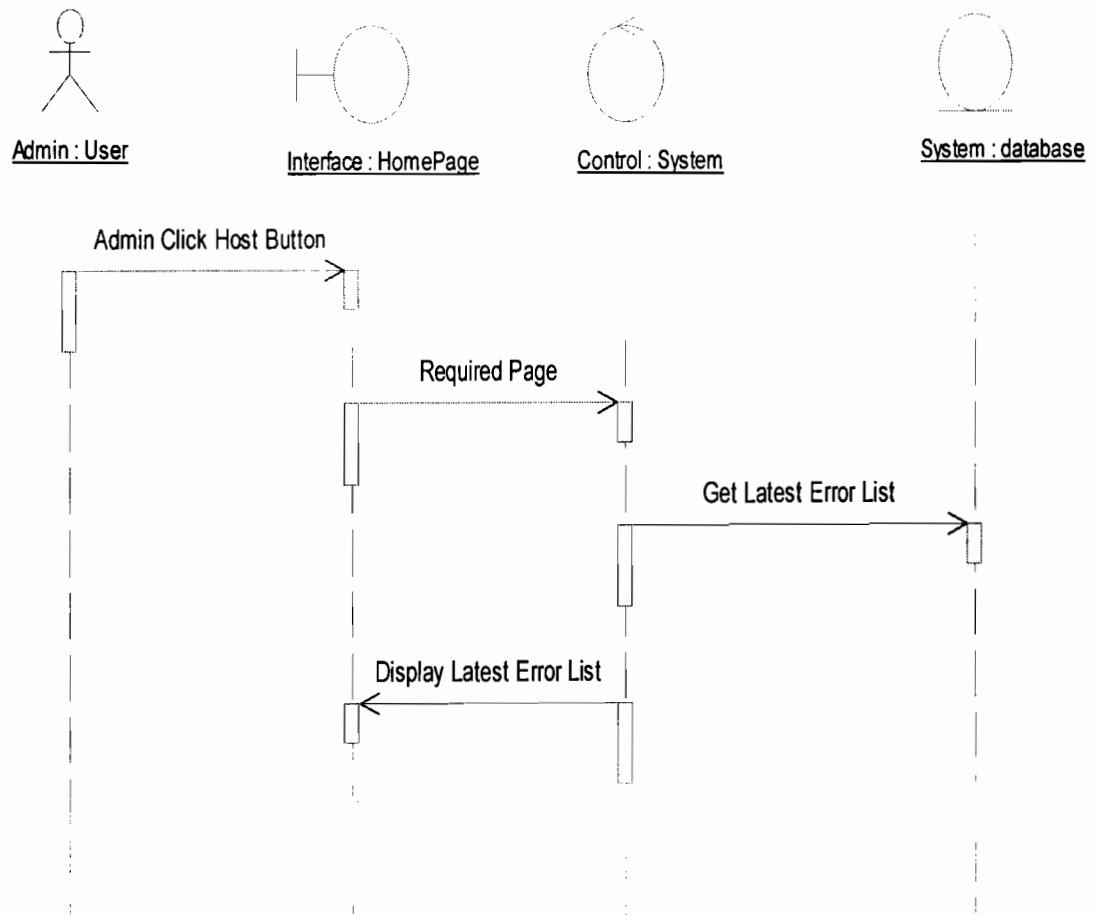 Admin : User
Interface : HomePage
Control : System
System : database
Admin Click Host Button
Required Page
Get Latest Error List
Display Latest Error List